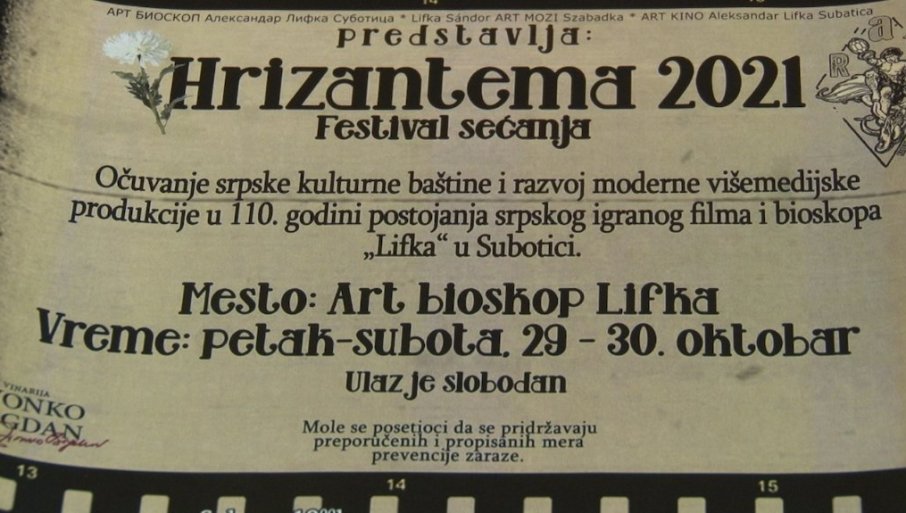 АРТ БИОСКОП Александар Лифка Суботица * Lifka Sándor ART MOZI Szabadka * ART KINO Aleksandar Lifka Subatica
predstavlja:
Hrizantema 2021
Festival sećanja
Očuvanje srpske kulturne baštine i razvoj moderne višemedijske
produkcije u 110. godini postojanja srpskog igranog filma i bioskopa
„Lifka“ u Subotici.
Mesto: Art bioskop Lifka
Vreme: petak-subota, 29 - 30. oktobar
Ulaz je slobodan
VINARIJA
ONKO
GDAN
Mole se posetioci da se pridržavaju
preporučenih i propisanih mera
prevencije zaraze.
R a
13 14 15